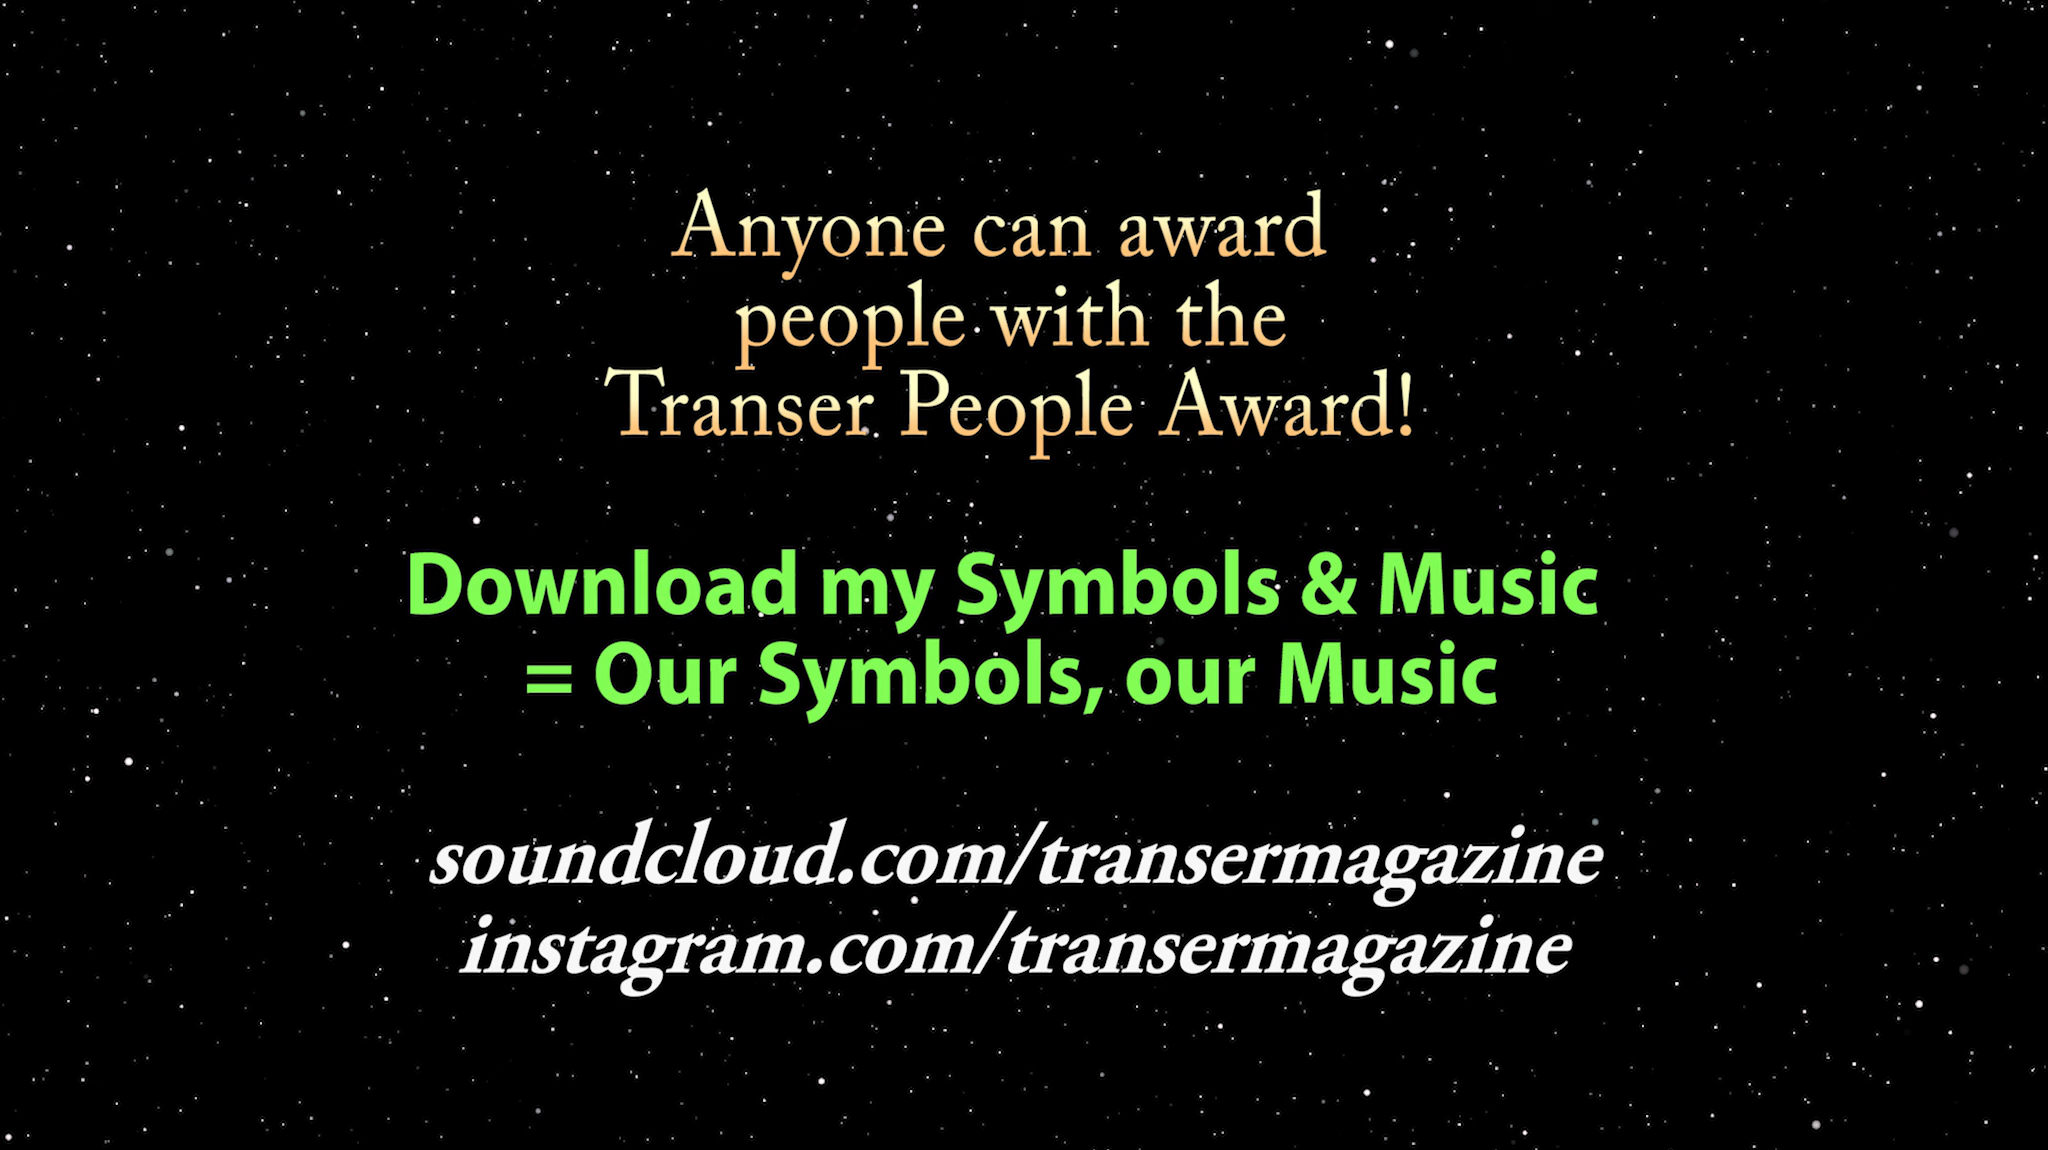 Anyone can award
people with the
Transer People Award!
Download my Symbols & Music
= Our Symbols, our Music
soundcloud.com/transermagazine
instagram.com/transermagazine